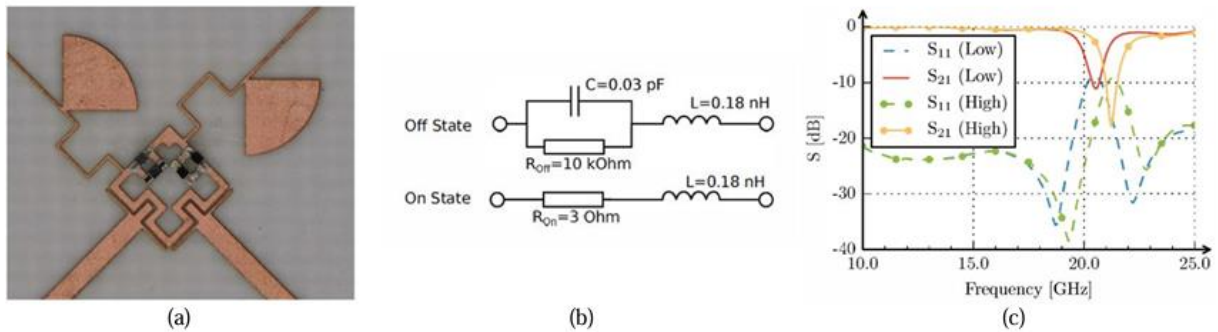 (a)
Off State
C=0.03 pF
L=0.18 nH
R_Off=10 kOhm
On State
L=0.18 nH
R_On=3 Ohm
(b)
0
-10
-20
-30
-40
S [dB]
S₁₁ (Low)
S₂₁ (Low)
S₁₁ (High)
S₂₁ (High)
10.0 15.0 20.0 25.0
Frequency [GHz]
(c)